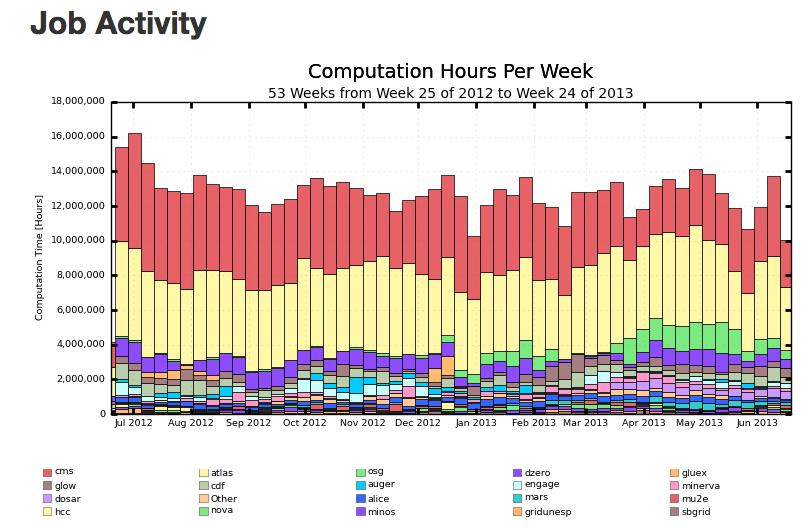 Job Activity
Computation Hours Per Week
53 Weeks from Week 25 of 2012 to Week 24 of 2013
18,000,000
16,000,000
14,000,000
12,000,000
10,000,000
8,000,000
6,000,000
4,000,000
2,000,000
0
Computation Time [Hours]
Jul 2012 Aug 2012 Sep 2012 Oct 2012 Nov 2012 Dec 2012 Jan 2013 Feb 2013 Mar 2013 Apr 2013 May 2013 Jun 2013
cms atlas osg dzero gluex
glow cdf auger engage minerva
dosar Other alice mars mu2e
hcc nova minos gridunesp sbgrid